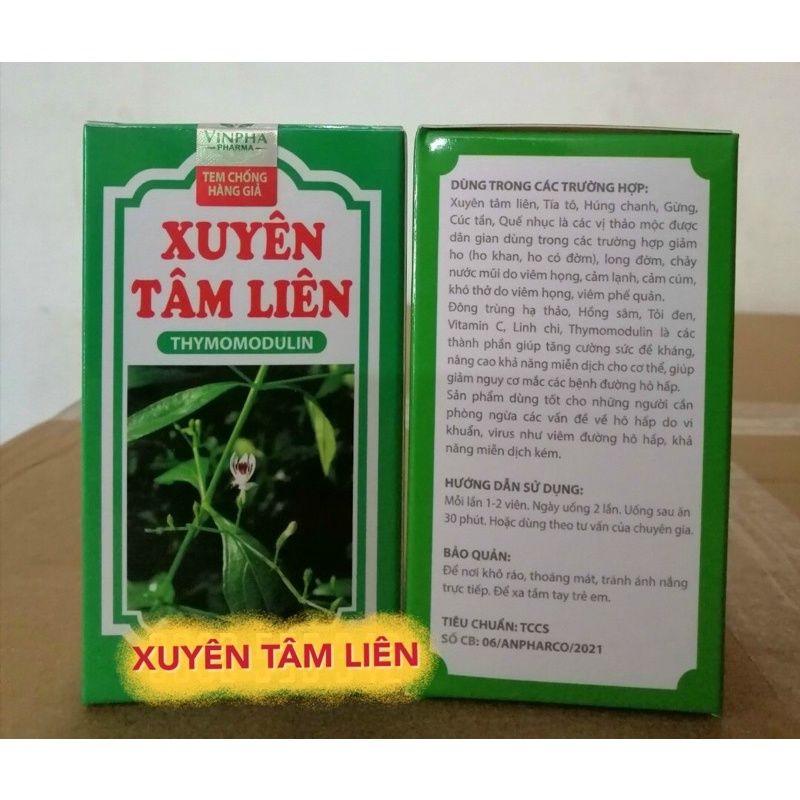 VINPHA
PHARMA
TEM CHỐNG
HÀNG GIẢ
XUYÊN
TÂM LIÊN
THYMOMODULIN
XUYÊN TÂM LIÊN
DÙNG TRONG CÁC TRƯỜNG HỢP:
Xuyên tâm liên, Tía tô, Húng chanh, Gừng,
Cúc tần, Quế nhục là các vị thảo mộc được
dân gian dùng trong các trường hợp giảm
ho (ho khan, ho có đờm), long đờm, chảy
nước mũi do viêm họng, cảm lạnh, cảm cúm,
khó thở do viêm họng, viêm phế quản.
Đông trùng hạ thảo, Hồng sâm, Tỏi đen,
Vitamin C, Linh chi, Thymomodulin là các
thành phần giúp tăng cường sức đề kháng,
nâng cao khả năng miễn dịch cho cơ thể, giúp
giảm nguy cơ mắc các bệnh đường hô hấp.
Sản phẩm dùng tốt cho những người cần
phòng ngừa các vấn đề về hô hấp do vi
khuẩn, virus như viêm đường hô hấp, khả
năng miễn dịch kém.
HƯỚNG DẪN SỬ DỤNG:
Mỗi lần 1-2 viên. Ngày uống 2 lần. Uống sau ăn
30 phút. Hoặc dùng theo tư vấn của chuyên gia.
BẢO QUẢN:
Để nơi khô ráo, thoáng mát, tránh ánh nắng
trực tiếp. Để xa tầm tay trẻ em.
TIÊU CHUẨN: TCCS
SỐ CB: 06/ANPHARCO/2021